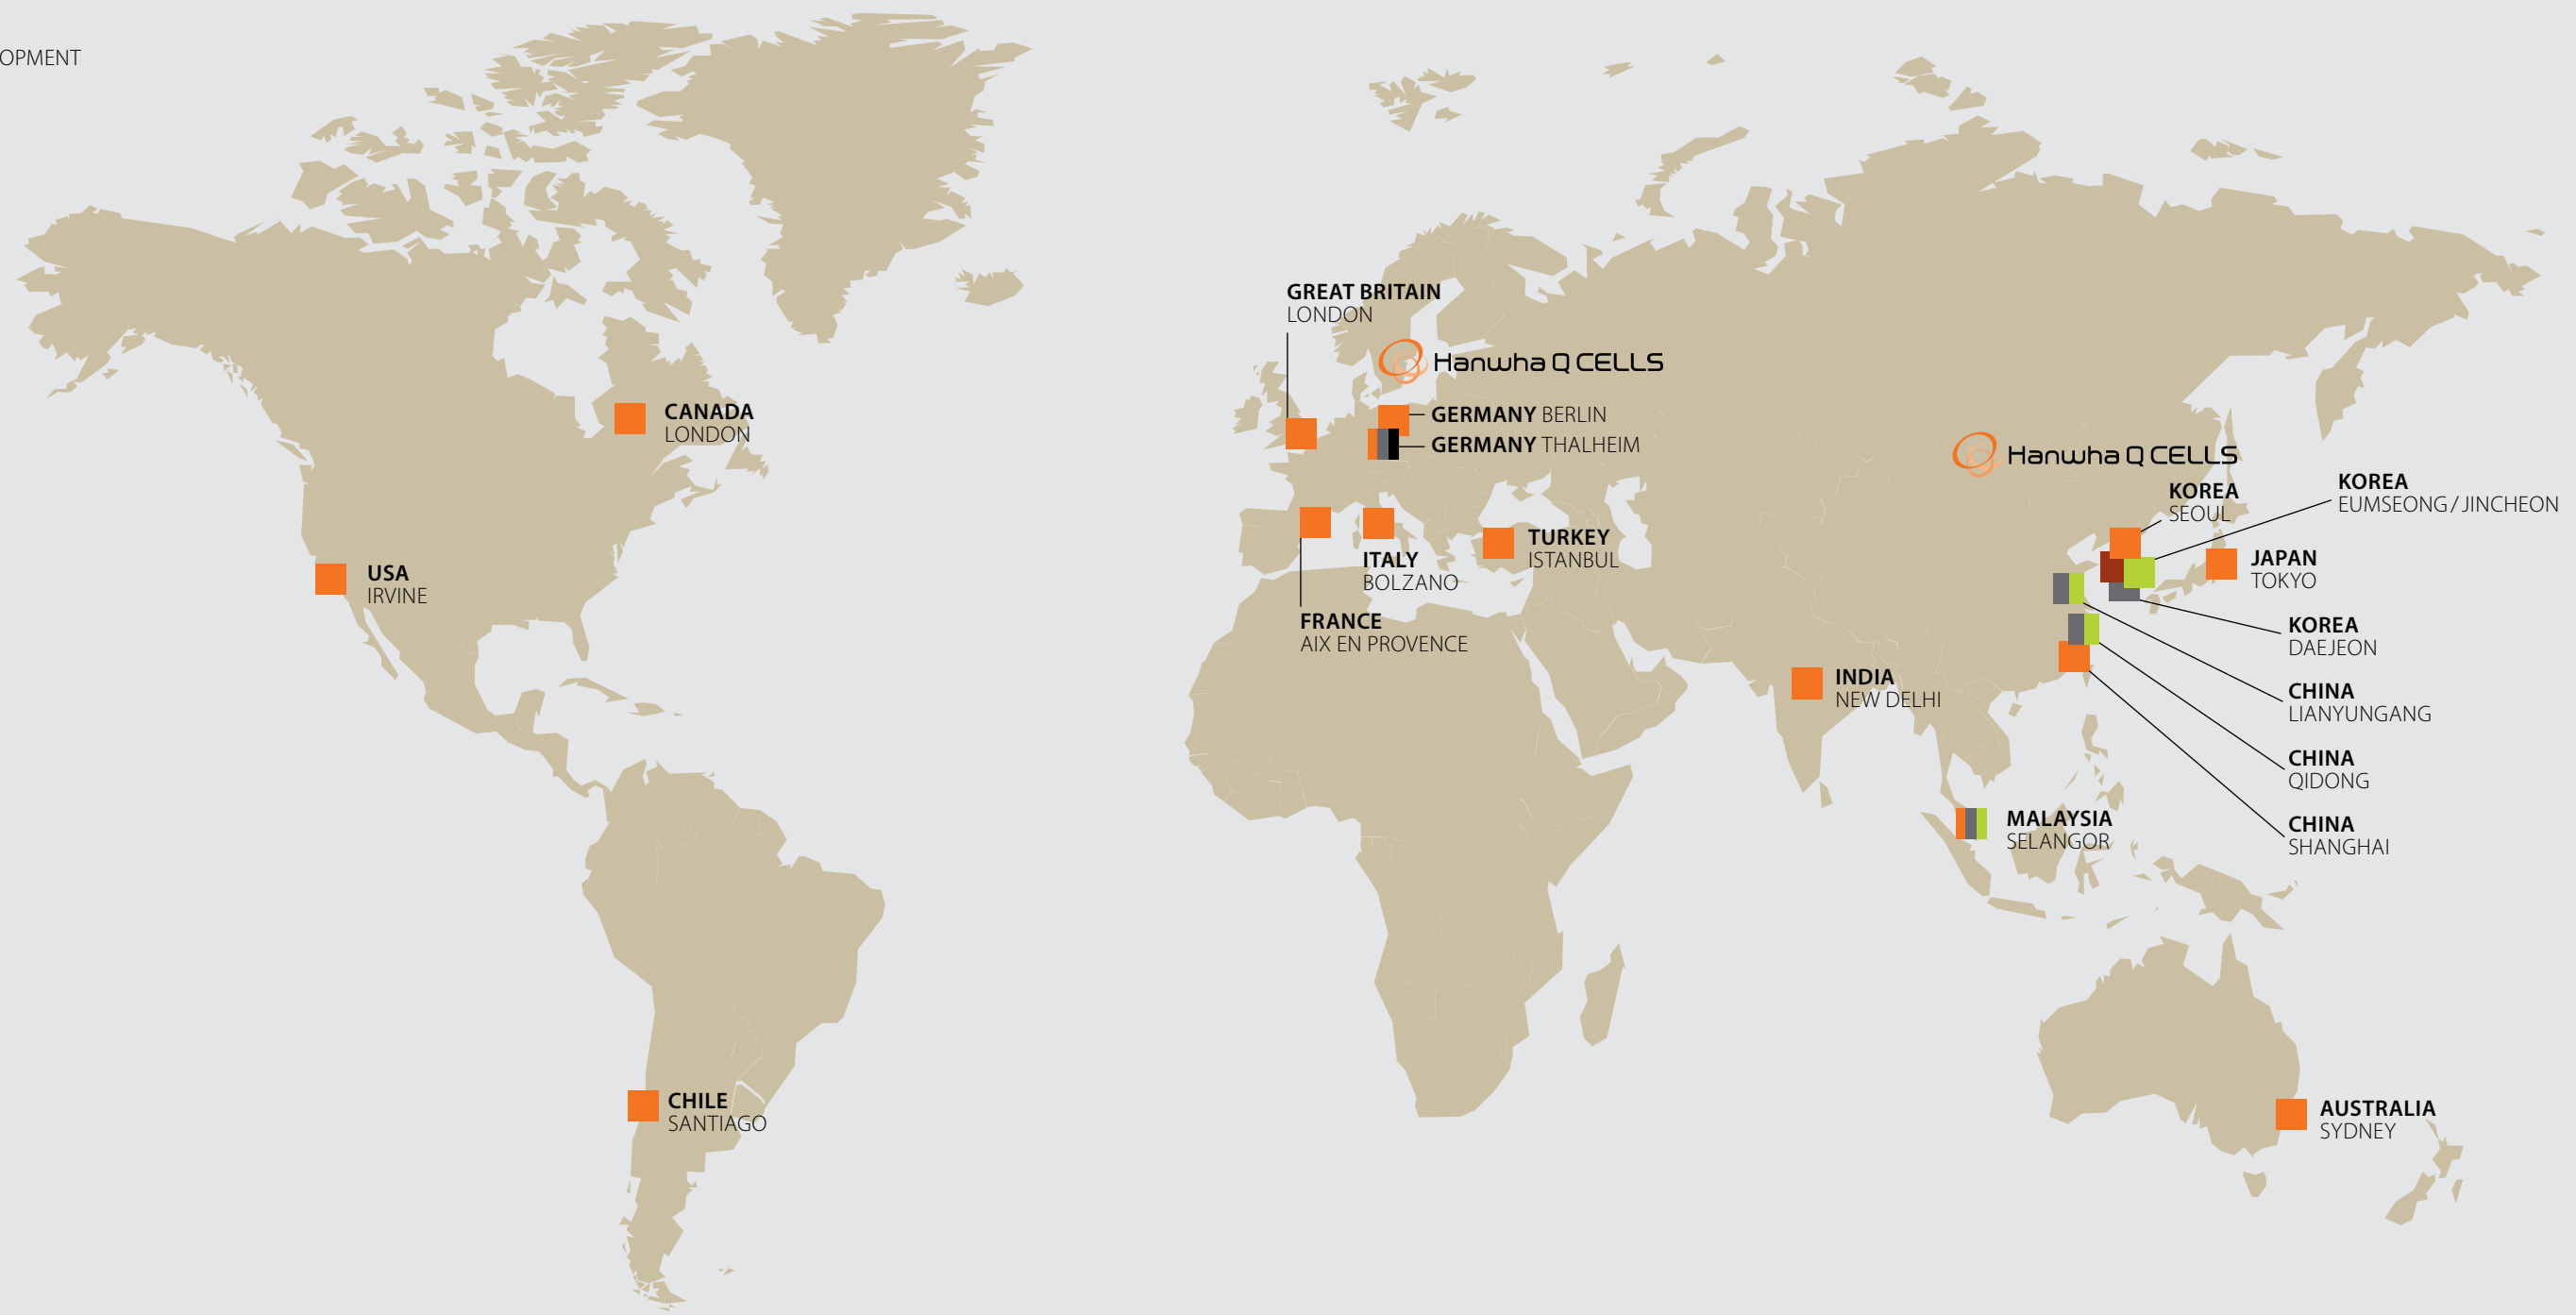 OPMENT
GREAT BRITAIN
LONDON
Hanwha Q CELLS
GERMANY BERLIN
GERMANY THALHEIM
CANADA
LONDON
USA
IRVINE
CHILE
SANTIAGO
FRANCE
AIX EN PROVENCE
ITALY
BOLZANO
TURKEY
ISTANBUL
INDIA
NEW DELHI
Hanwha Q CELLS
KOREA
SEOUL
KOREA
EUMSEONG / JINCHEON
JAPAN
TOKYO
KOREA
DAEJEON
CHINA
LIANYUNGANG
CHINA
QIDONG
CHINA
SHANGHAI
MALAYSIA
SELANGOR
AUSTRALIA
SYDNEY